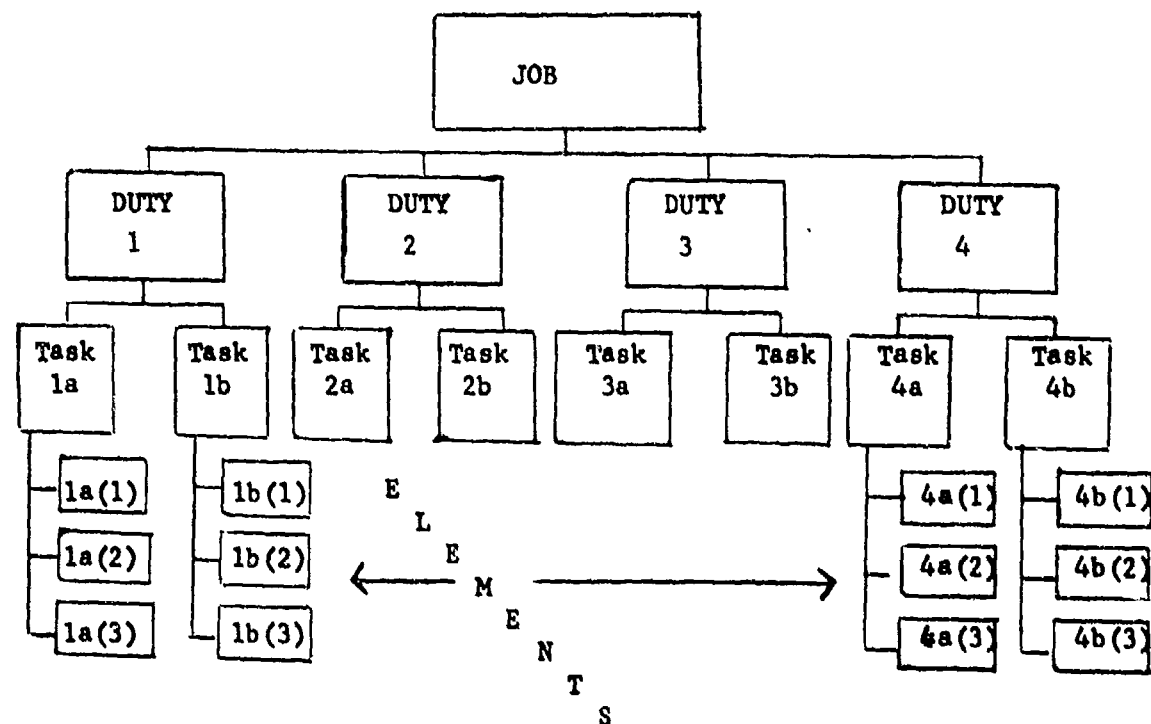 JOB
DUTY
1
DUTY
2
DUTY
3
DUTY
4
Task
1a
Task
1b
Task
2a
Task
2b
Task
3a
Task
3b
Task
4a
Task
4b
1a(1)
1a(2)
1a(3)
1b(1)
1b(2)
1b(3)
ELEMENTS
4a(1)
4a(2)
4a(3)
4b(1)
4b(2)
4b(3)